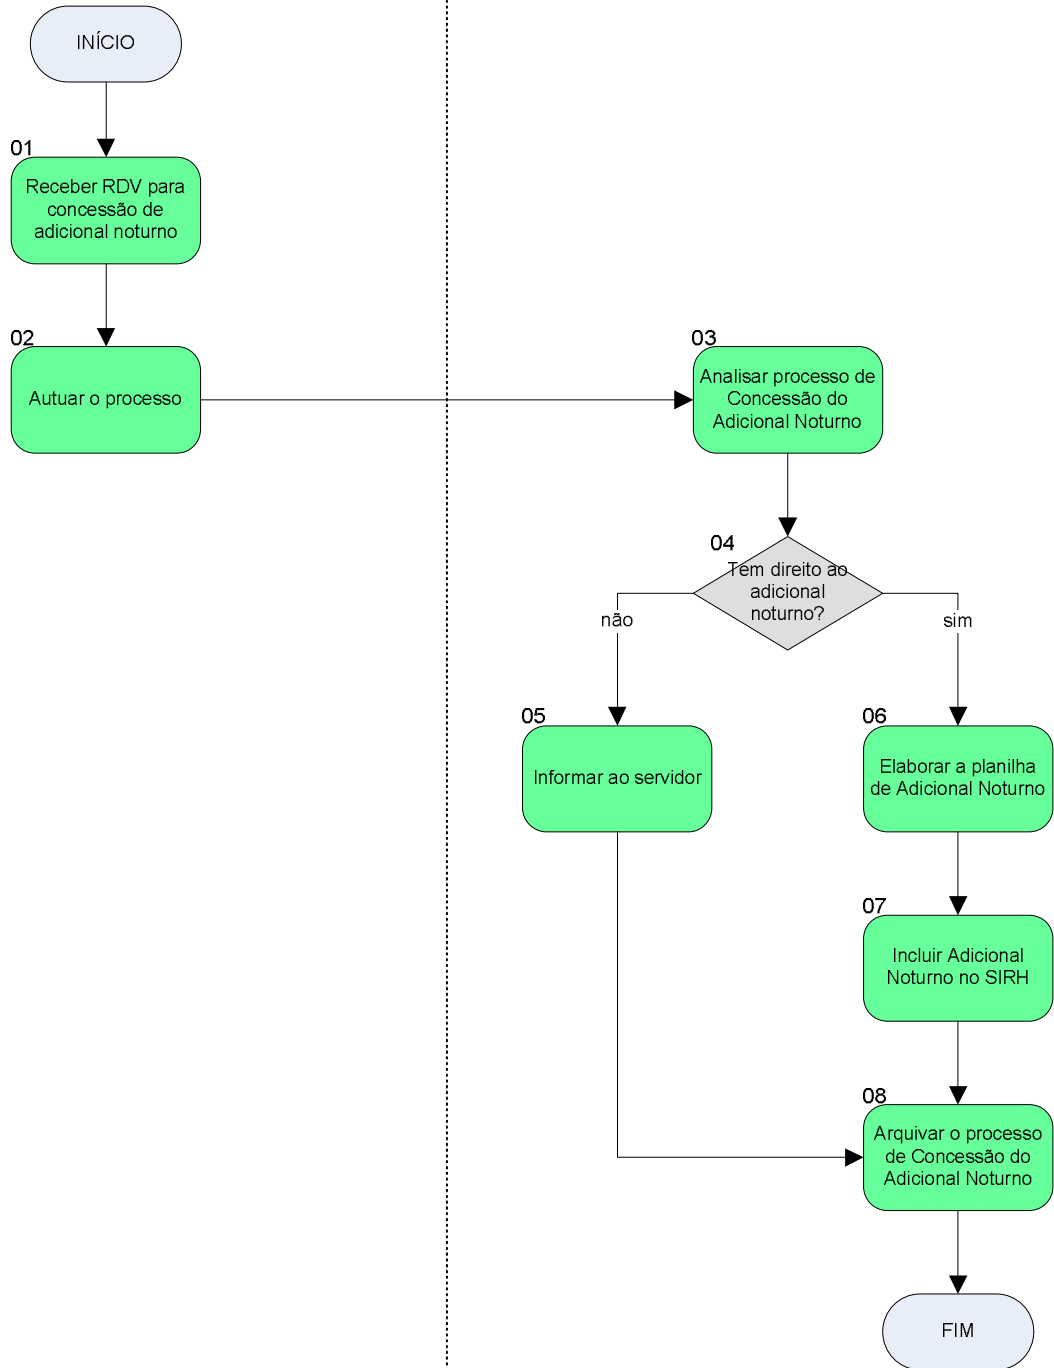 INÍCIO
01
Receber RDV para
concessão de
adicional noturno
02
Autuar o processo
03
Analisar processo de
Concessão do
Adicional Noturno
04
Tem direito ao
adicional
noturno?
não
sim
05
Informar ao servidor
06
Elaborar a planilha
de Adicional Noturno
07
Incluir Adicional
Noturno no SIRH
08
Arquivar o processo
de Concessão do
Adicional Noturno
FIM